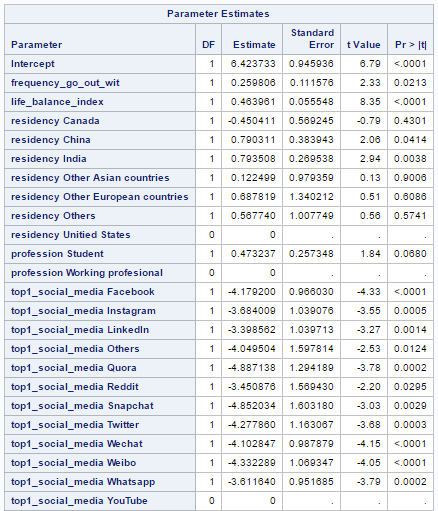 Parameter Estimates
Parameter DF Estimate Standard Error t Value Pr > |t|
Intercept 1 6.423733 0.945936 6.79 <.0001
frequency_go_out_wit 1 0.259806 0.111576 2.33 0.0213
life_balance_index 1 0.463961 0.055548 8.35 <.0001
residency Canada 1 -0.450411 0.569245 -0.79 0.4301
residency China 1 0.790311 0.383943 2.06 0.0414
residency India 1 0.793508 0.269538 2.94 0.0038
residency Other Asian countries 1 0.122499 0.979359 0.13 0.9006
residency Other European countries 1 0.687819 1.340212 0.51 0.6086
residency Others 1 0.567740 1.007749 0.56 0.5741
residency Unitied States 0 0 . . .
profession Student 1 0.473237 0.257348 1.84 0.0680
profession Working profesional 0 0 . . .
top1_social_media Facebook 1 -4.179200 0.966030 -4.33 <.0001
top1_social_media Instagram 1 -3.684009 1.039076 -3.55 0.0005
top1_social_media LinkedIn 1 -3.398562 1.039713 -3.27 0.0014
top1_social_media Others 1 -4.049504 1.597814 -2.53 0.0124
top1_social_media Quora 1 -4.887138 1.294189 -3.78 0.0002
top1_social_media Reddit 1 -3.450876 1.569430 -2.20 0.0295
top1_social_media Snapchat 1 -4.852034 1.603180 -3.03 0.0029
top1_social_media Twitter 1 -4.277860 1.163067 -3.68 0.0003
top1_social_media Wechat 1 -4.102847 0.987879 -4.15 <.0001
top1_social_media Weibo 1 -4.332289 1.069347 -4.05 <.0001
top1_social_media Whatsapp 1 -3.611640 0.951685 -3.79 0.0002
top1_social_media YouTube 0 0 . . .